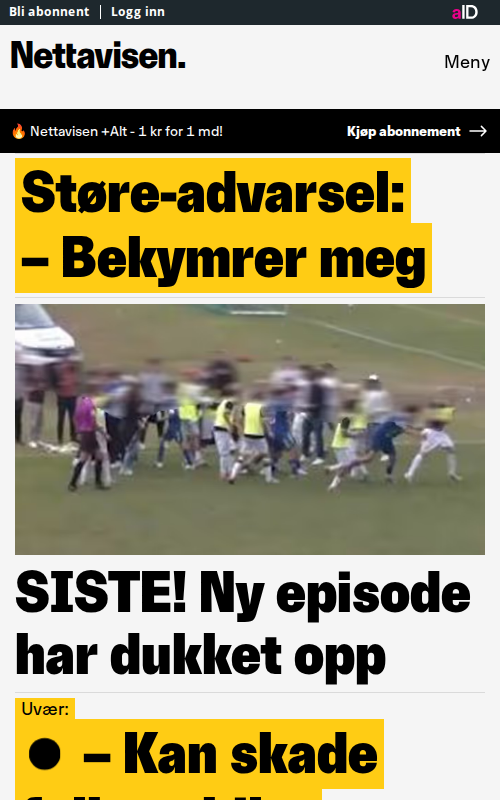 Bli abonnent | Logg inn
aID
Nettavisen.
Meny
🔥 Nettavisen +Alt - 1 kr for 1 md!
Kjøp abonnement →
Støre-advarsel:
– Bekymrer meg
SISTE! Ny episode
har dukket opp
Uvær:
● – Kan skade